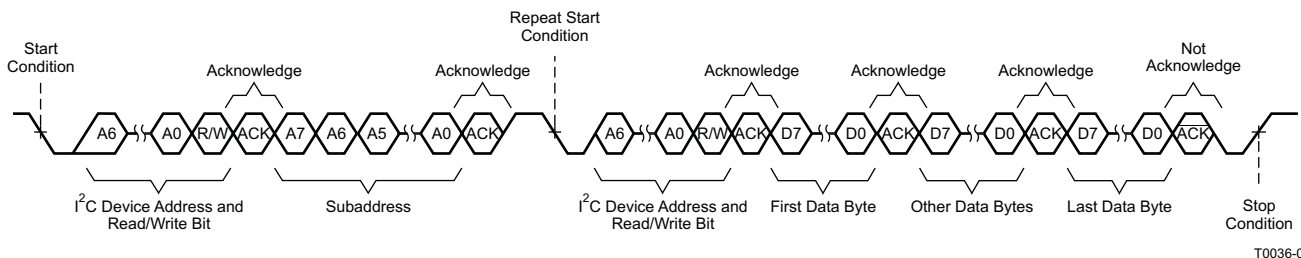 Repeat Start
Condition
Start
Condition
Not
Acknowledge
Acknowledge
Acknowledge
Acknowledge
Acknowledge
Acknowledge
A6 A0 R/W ACK A7 A6 A5 A0 ACK A6 A0 R/W ACK D7 D0 ACK D7 D0 ACK D7 D0 ACK
I²C Device Address and
Read/Write Bit
Subaddress
I²C Device Address and
Read/Write Bit
First Data Byte
Other Data Bytes
Last Data Byte
Stop
Condition